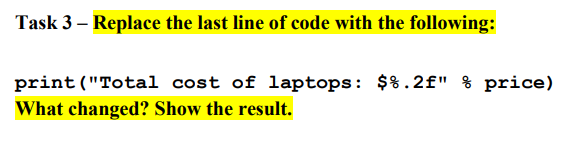 Task 3 – Replace the last line of code with the following:
print("Total cost of laptops: $%.2f" % price)
What changed? Show the result.